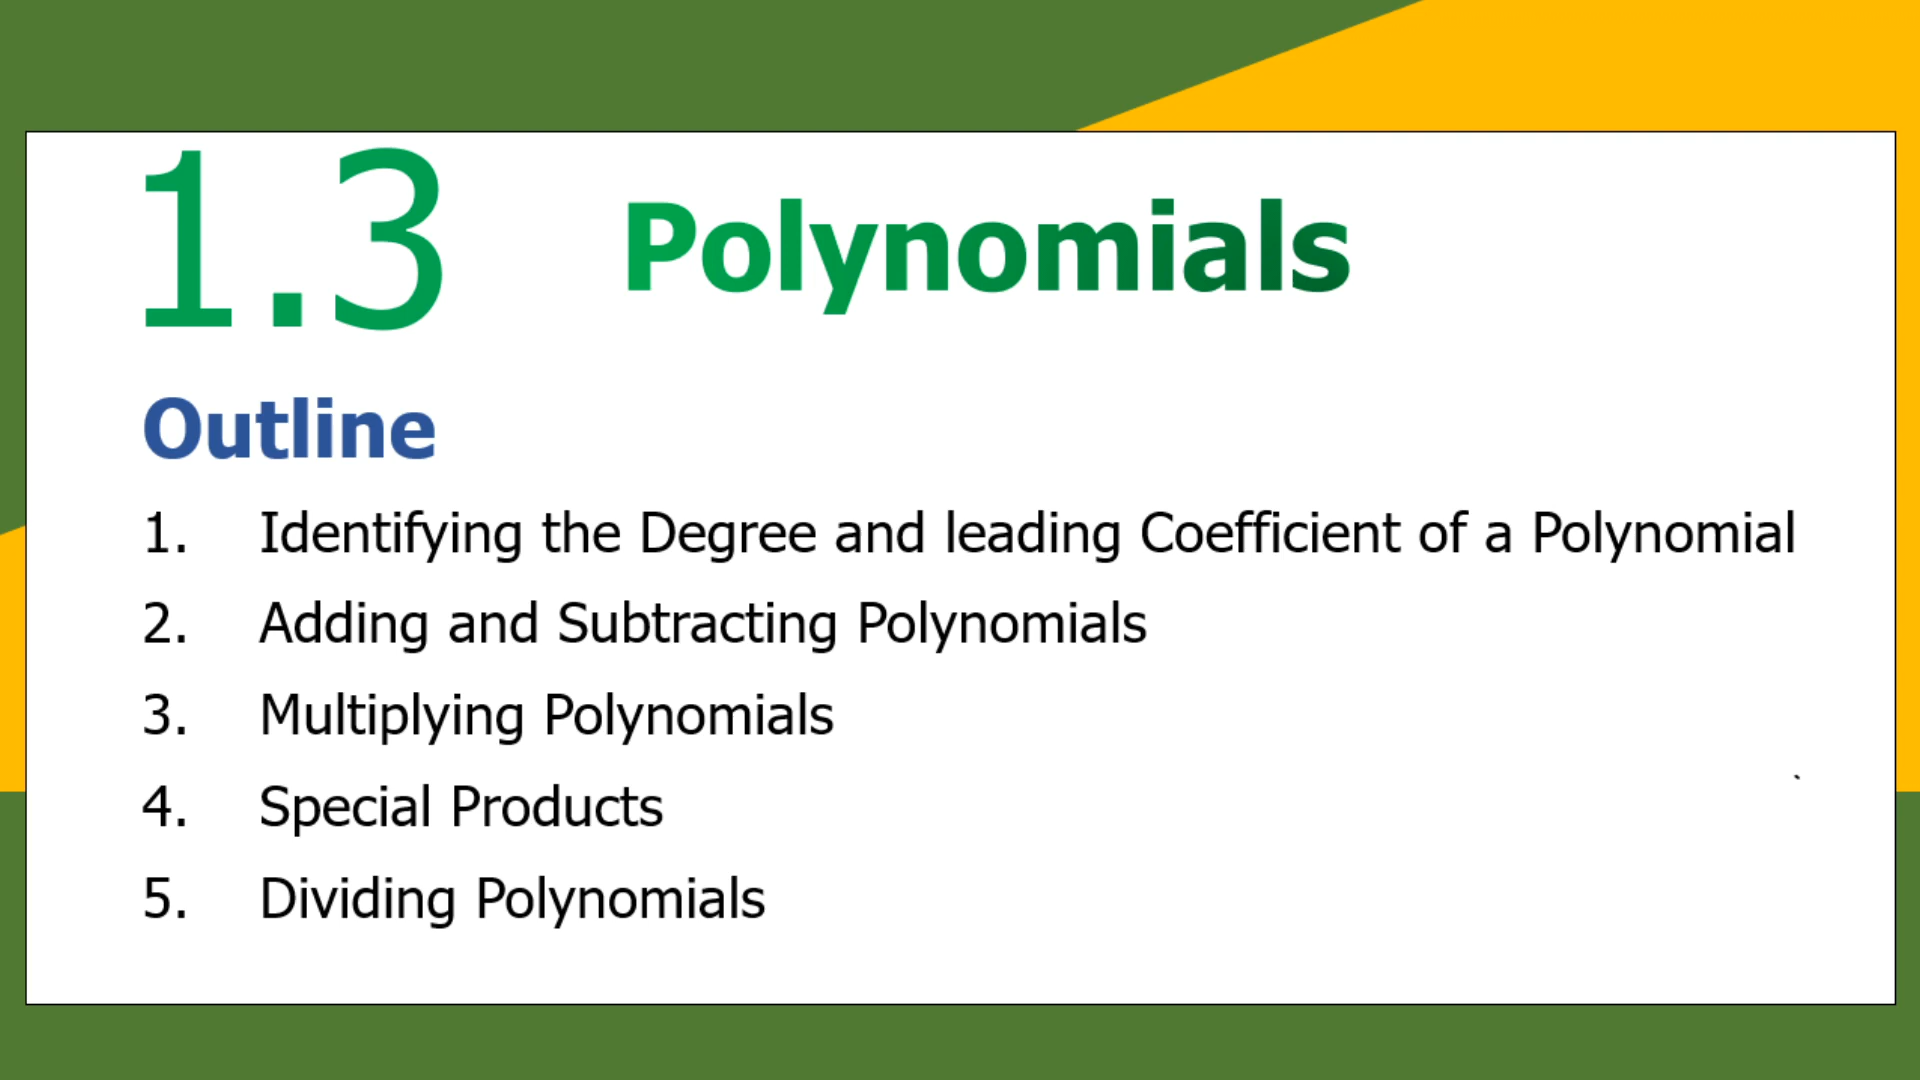 1.3 Polynomials
Outline
1. Identifying the Degree and leading Coefficient of a Polynomial
2. Adding and Subtracting Polynomials
3. Multiplying Polynomials
4. Special Products
5. Dividing Polynomials